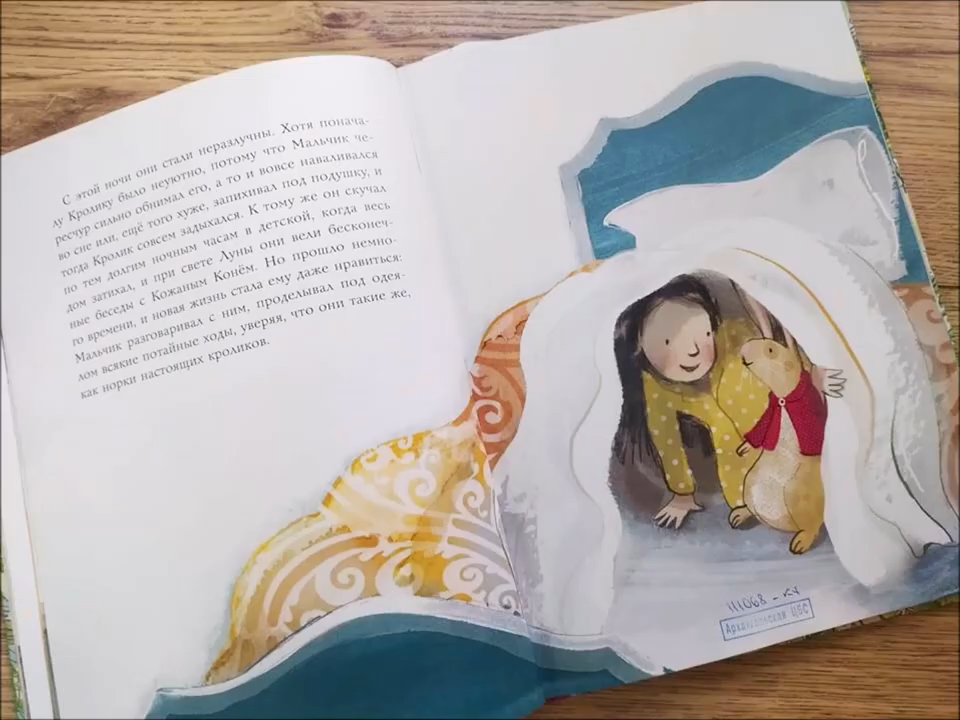 С этой ночи они стали неразлучны. Хотя понача-
лу Кролику было неуютно, потому что Мальчик че-
ресчур сильно обнимал его, а то и вовсе наваливался
во сне или, ещё того хуже, запихивал под подушку, и
тогда Кролик совсем задыхался. К тому же он скучал
по тем долгим ночным часам в детской, когда весь
дом затихал, и при свете Луны они вели бесконеч-
ные беседы с Кожаным Конём. Но прошло немно-
го времени, и новая жизнь стала ему даже нравиться:
Мальчик разговаривал с ним, проделывал под одея-
лом всякие потайные ходы, уверяя, что они такие же,
как норки настоящих кроликов.
111068 - КХ
ЦБС